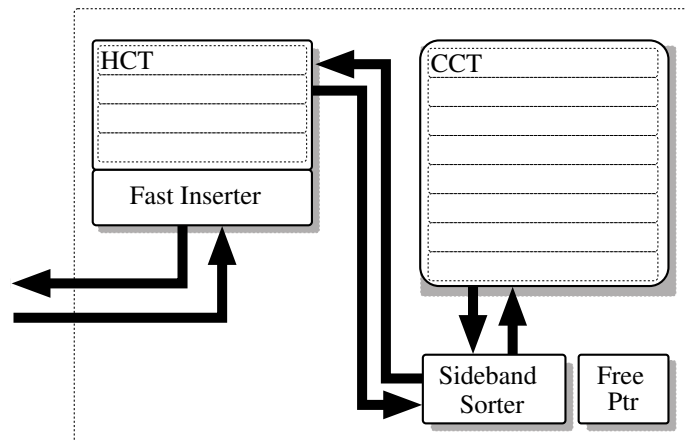 HCT
CCT
Fast Inserter
Sideband
Sorter
Free
Ptr